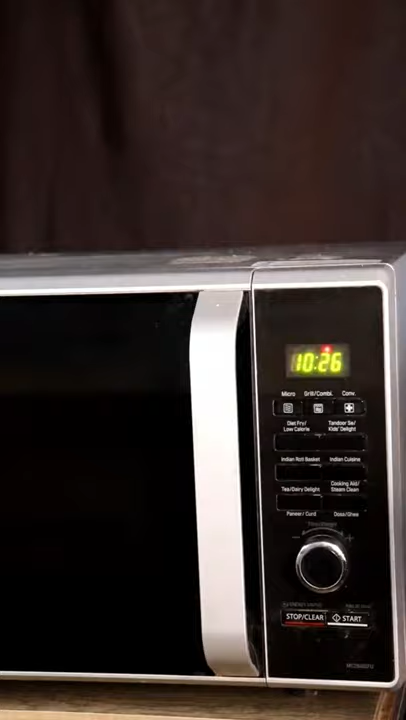 10:26
Micro Grill/Combi. Conv.
Diet Fry/ Low Calorie Tandoor Se/ Kids' Delight
Indian Roti Basket Indian Cuisine
Tea/Dairy Delight Cooking Aid/ Steam Clean
Paneer/ Curd Dosa/Ghee
- +
STOP/CLEAR START